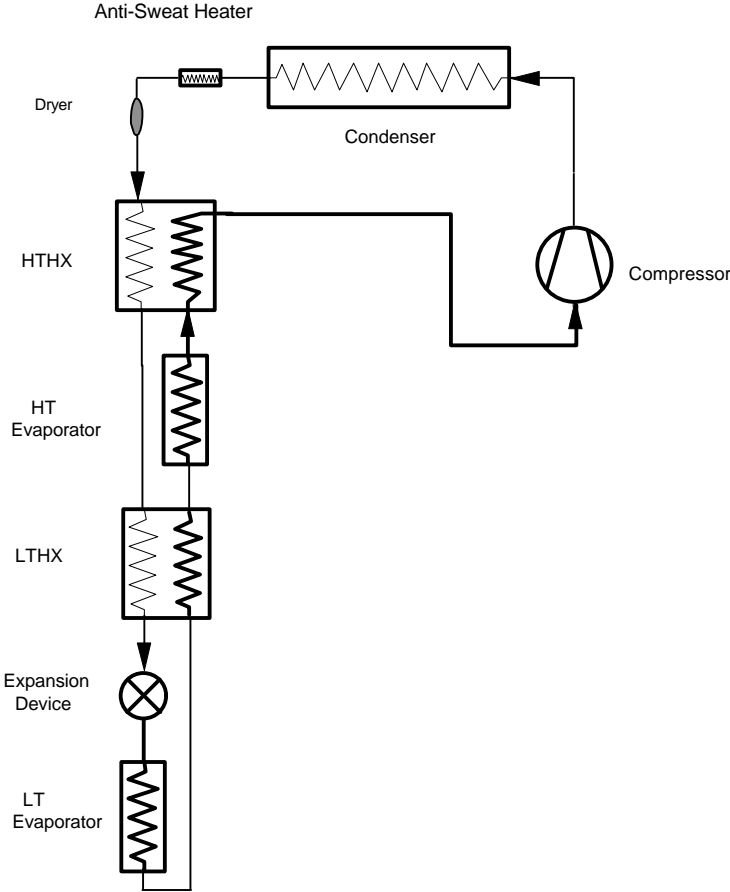 Anti-Sweat Heater
Dryer
Condenser
HTHX
Compressor
HT
Evaporator
LTHX
Expansion
Device
LT
Evaporator